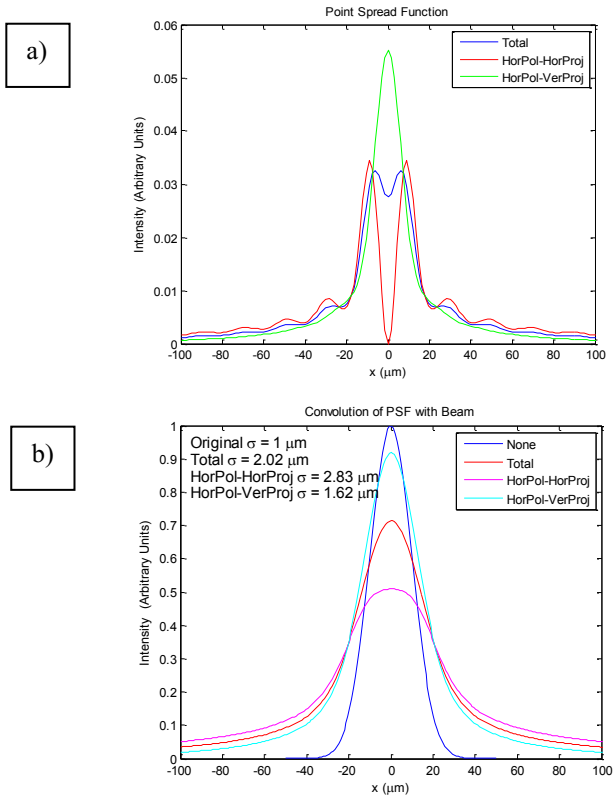 a)
Point Spread Function
Total
HorPol-HorProj
HorPol-VerProj
Intensity (Arbitrary Units)
0.06
0.05
0.04
0.03
0.02
0.01
0
-100 -80 -60 -40 -20 0 20 40 60 80 100
x (μm)
b)
Convolution of PSF with Beam
Original σ = 1 μm
Total σ = 2.02 μm
HorPol-HorProj σ = 2.83 μm
HorPol-VerProj σ = 1.62 μm
None
Total
HorPol-HorProj
HorPol-VerProj
Intensity (Arbitrary Units)
1
0.9
0.8
0.7
0.6
0.5
0.4
0.3
0.2
0.1
0
-100 -80 -60 -40 -20 0 20 40 60 80 100
x (μm)